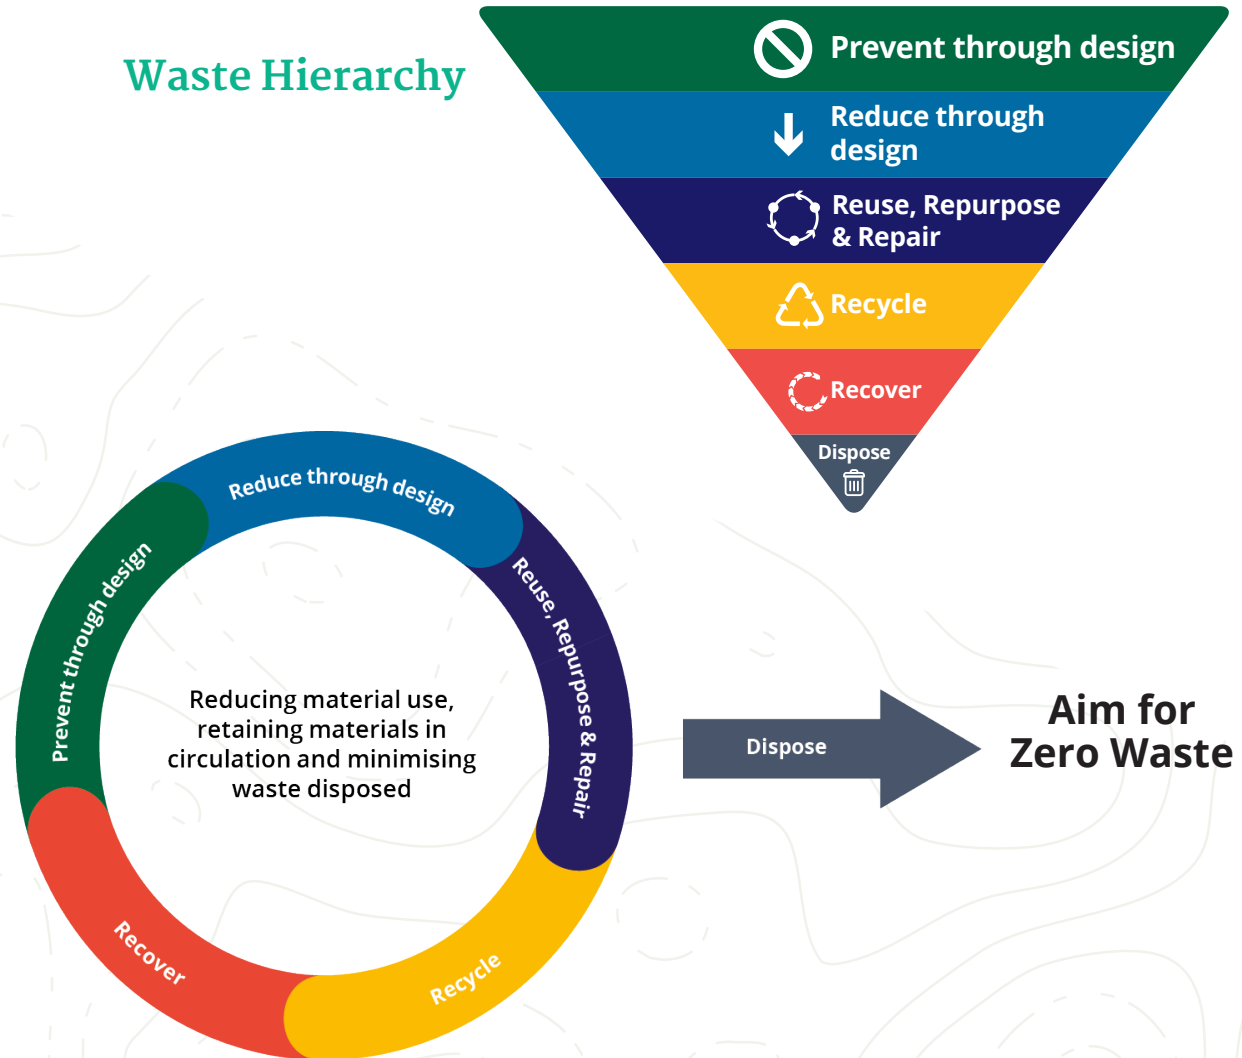 Waste Hierarchy
Prevent through design
Reduce through
design
Reuse, Repurpose
& Repair
Recycle
Recover
Dispose
Reduce through design
Prevent through design
Reuse, Repurpose & Repair
Reducing material use,
retaining materials in
circulation and minimising
waste disposed
Recover
Recycle
Dispose
Aim for
Zero Waste